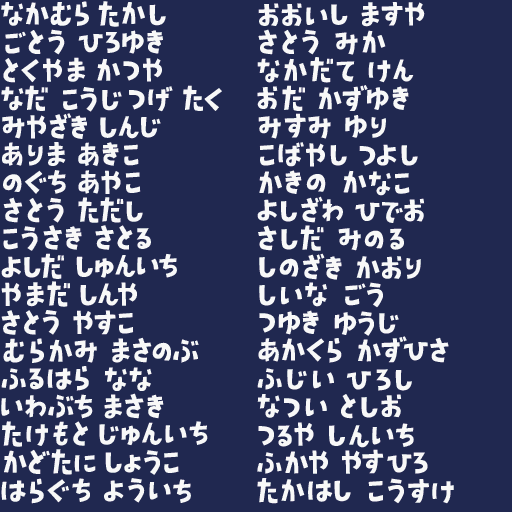 なかむら たかし
ごとう ひろゆき
とくやま かつや
なだ こうじ つげ たく
みやざき しんじ
ありま あきこ
のぐち あやこ
さとう ただし
こうさき さとる
よしだ しゅんいち
やまだ しんや
さとう やすこ
むらかみ まさのぶ
ふるはら なな
いわぶち まさき
たけもと じゅんいち
かどたに しょうこ
はらぐち よういち
おおいし ますや
さとう みか
なかだて けん
おだ かずゆき
みすみ ゆり
こばやし つよし
かきの かなこ
よしざわ ひでお
さしだ みのる
しのざき かおり
しいな ごう
つゆき ゆうじ
あかくら かずひさ
ふじい ひろし
なつい としお
つるや しんいち
ふかや やすひろ
たかはし こうすけ